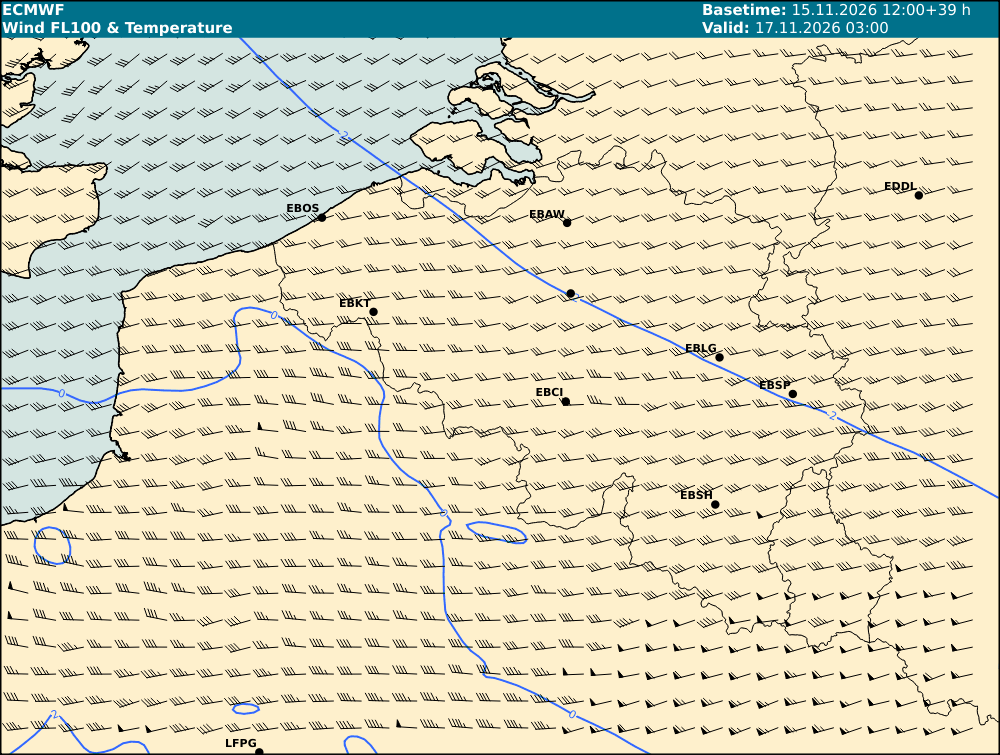 ECMWF
Wind FL100 & Temperature
Basetime: 15.11.2026 12:00+39 h
Valid: 17.11.2026 03:00
-2
EDDL
EBOS
EBAW
-2
EBKT
0
EBLG
EBSP
EBCI
0
-2
EBSH
0
0
-2
LFPG